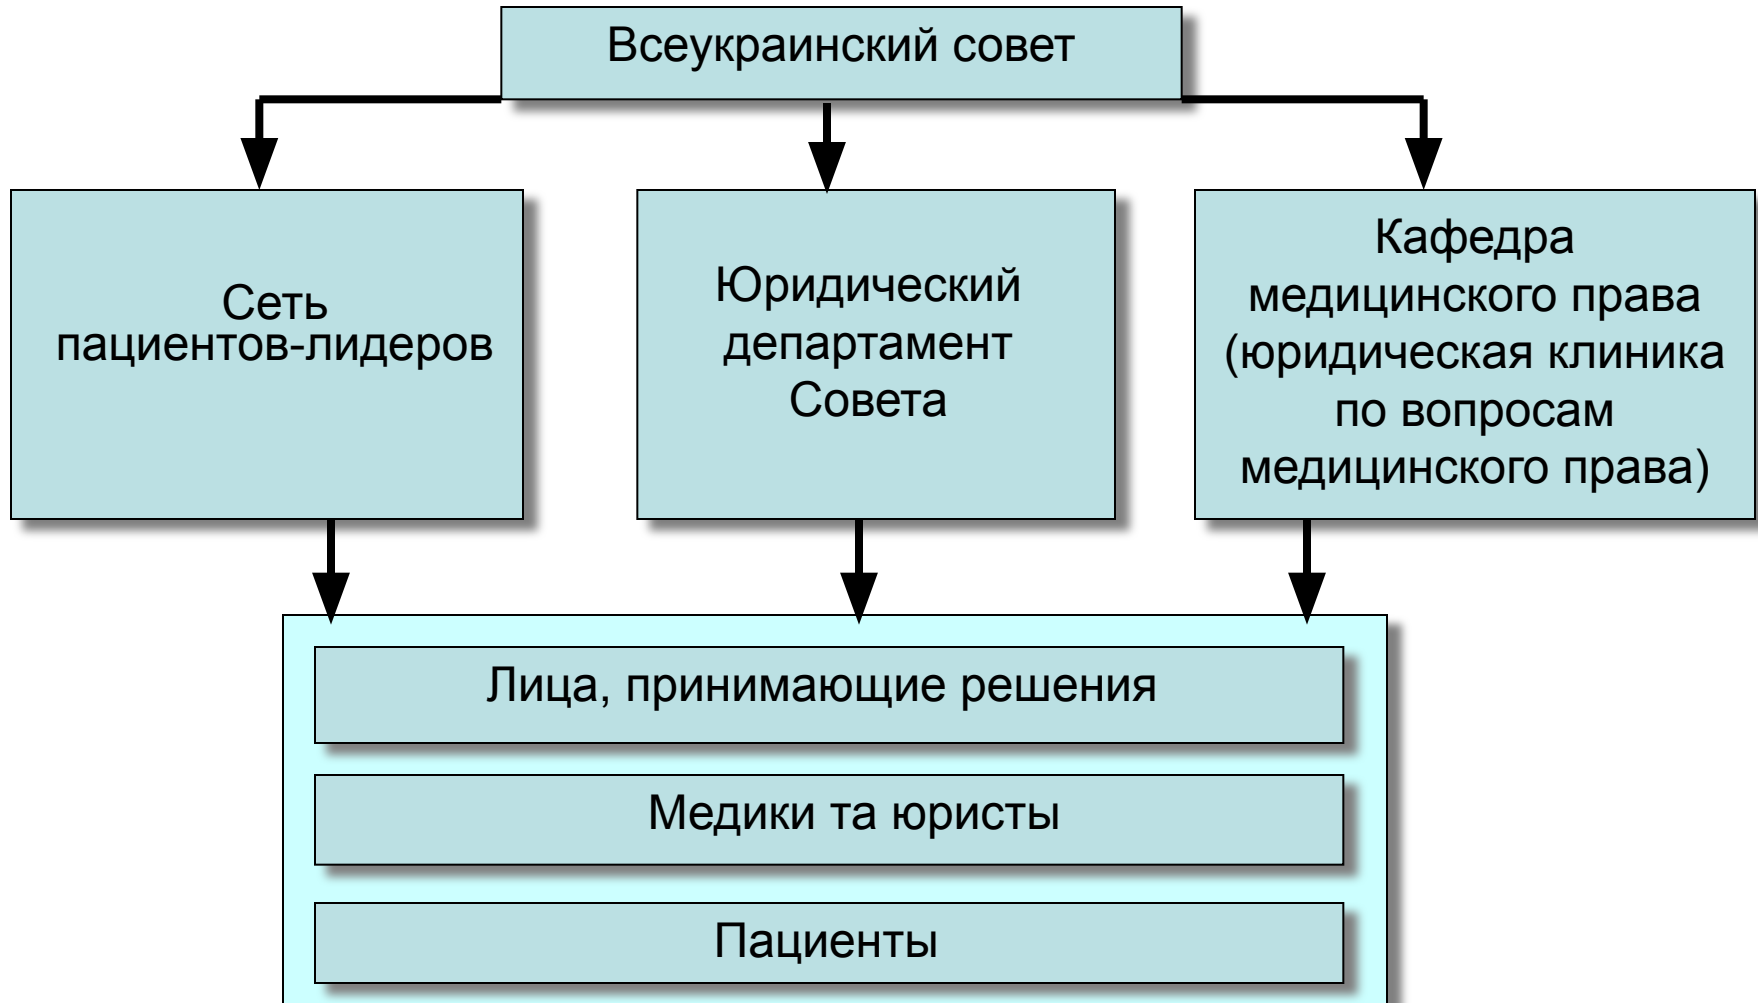 Всеукраинский совет
Сеть
пациентов-лидеров
Юридический
департамент
Совета
Кафедра
медицинского права
(юридическая клиника
по вопросам
медицинского права)
Лица, принимающие решения
Медики та юристы
Пациенты